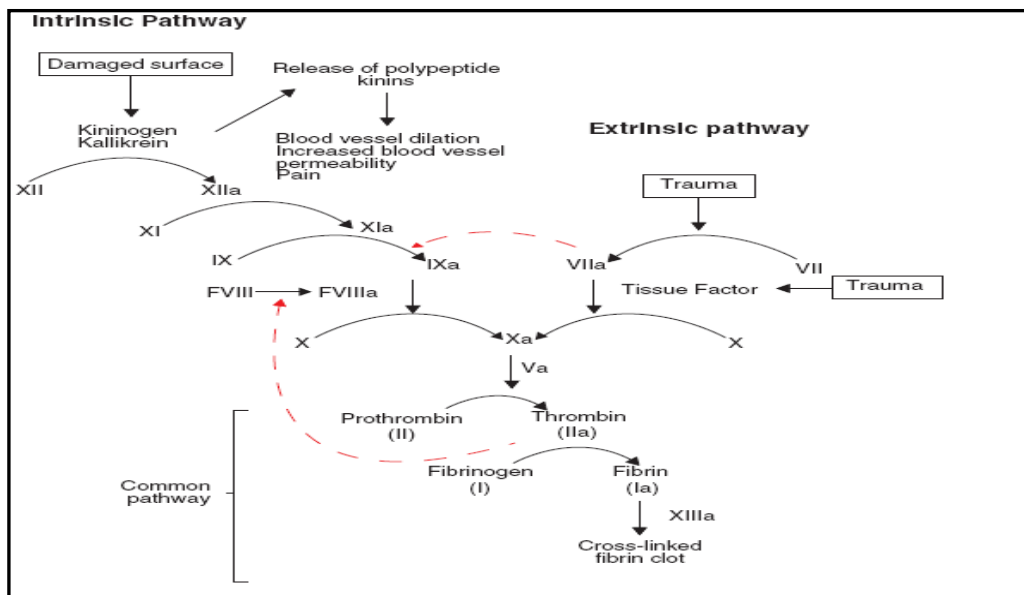 Intrinsic Pathway
Damaged surface
Release of polypeptide
kinins
Kininogen
Kallikrein
Blood vessel dilation
Increased blood vessel
permeability
Pain
Extrinsic pathway
XII
XIIa
Trauma
XI
XIa
IX
IXa
VIIa
VII
FVIII
FVIIIa
Tissue Factor
Trauma
X
Xa
X
Va
Prothrombin
(II)
Thrombin
(IIa)
Fibrinogen
(I)
Fibrin
(Ia)
Common
pathway
XIIIa
Cross-linked
fibrin clot